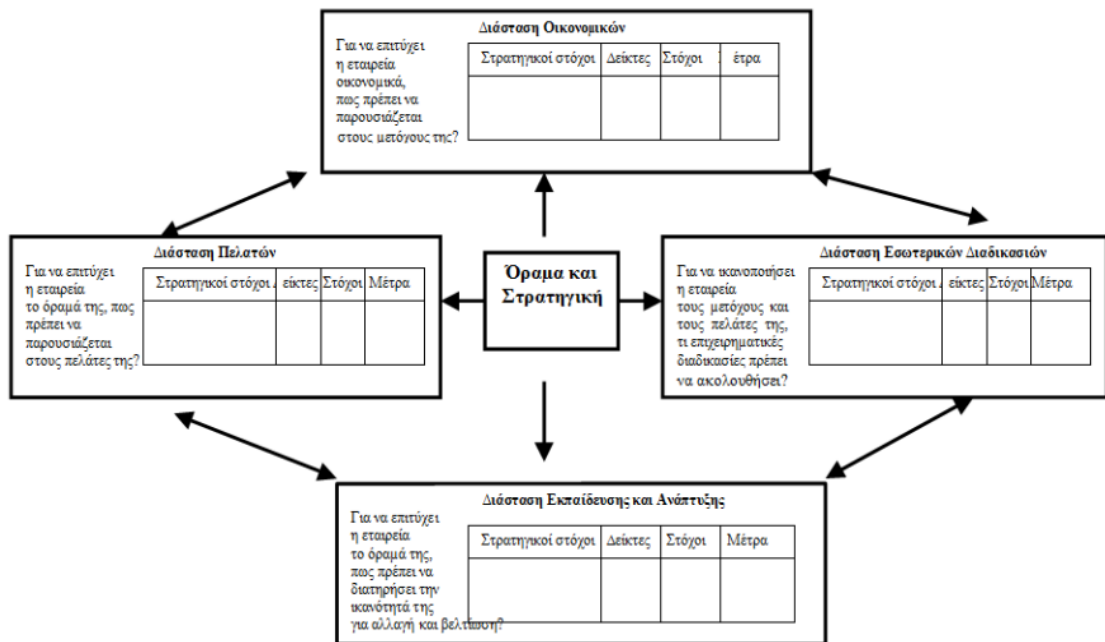 Διάσταση Οικονομικών
Για να επιτύχει
η εταιρεία
οικονομικά,
πως πρέπει να
παρουσιάζεται
στους μετόχους της?
Στρατηγικοί στόχοι Δείκτες Στόχοι έτρα
Διάσταση Πελατών
Για να επιτύχει
η εταιρεία
το όραμά της, πως
πρέπει να
παρουσιάζεται
στους πελάτες της?
Στρατηγικοί στόχοι είκτες Στόχοι Μέτρα
Όραμα και
Στρατηγική
Διάσταση Εσωτερικών Διαδικασιών
Για να ικανοποιήσει
η εταιρεία
τους μετόχους και
τους πελάτες της,
τι επιχειρηματικές
διαδικασίες πρέπει
να ακολουθήσει?
Στρατηγικοί στόχοι είκτες Στόχοι Μέτρα
Διάσταση Εκπαίδευσης και Ανάπτυξης
Για να επιτύχει
η εταιρεία
το όραμά της,
πως πρέπει να
διατηρήσει την
ικανότητά της
για αλλαγή και βελτίωση?
Στρατηγικοί στόχοι Δείκτες Στόχοι Μέτρα